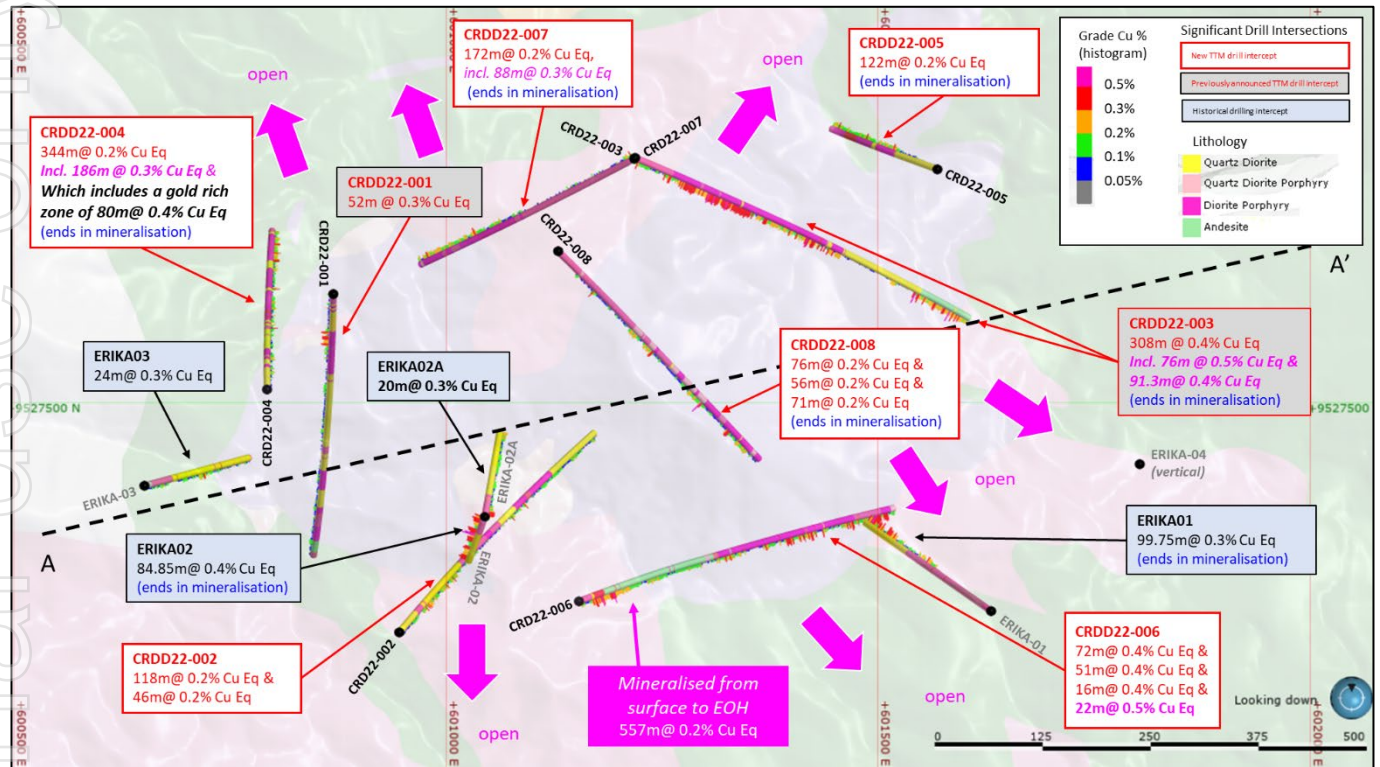 +600500 E
+601000 E
+601500 E
+602000 E
CRDD22-007
172m@ 0.2% Cu Eq,
incl. 88m@ 0.3% Cu Eq
(ends in mineralisation)
open
CRDD22-005
122m@ 0.2% Cu Eq
(ends in mineralisation)
open
Grade Cu %
(histogram)
0.5%
0.3%
0.2%
0.1%
0.05%
Significant Drill Intersections
New TTM drill intercept
Previously announced TTM drill intercept
Historical drilling intercept
Lithology
Quartz Diorite
Quartz Diorite Porphyry
Diorite Porphyry
Andesite
CRDD22-004
344m@ 0.2% Cu Eq
Incl. 186m @ 0.3% Cu Eq &
Which includes a gold rich
zone of 80m@ 0.4% Cu Eq
(ends in mineralisation)
CRDD22-001
52m @ 0.3% Cu Eq
CRD22-003
CRD22-007
CRD22-005
CRD22-001
CRD22-008
A'
ERIKA03
24m@ 0.3% Cu Eq
ERIKA02A
20m@ 0.3% Cu Eq
CRDD22-008
76m@ 0.2% Cu Eq &
56m@ 0.2% Cu Eq &
71m@ 0.2% Cu Eq
(ends in mineralisation)
CRDD22-003
308m @ 0.4% Cu Eq
Incl. 76m @ 0.5% Cu Eq &
91.3m@ 0.4% Cu Eq
(ends in mineralisation)
+9527500 N
+9527500
CRD22-004
ERIKA-03
ERIKA-02A
ERIKA-04
(vertical)
open
A
ERIKA02
84.85m@ 0.4% Cu Eq
(ends in mineralisation)
ERIKA-02
ERIKA01
99.75m@ 0.3% Cu Eq
(ends in mineralisation)
CRD22-006
CRD22-002
ERIKA-01
CRDD22-002
118m@ 0.2% Cu Eq &
46m@ 0.2% Cu Eq
Mineralised from
surface to EOH
557m@ 0.2% Cu Eq
CRDD22-006
72m@ 0.4% Cu Eq &
51m@ 0.4% Cu Eq &
16m@ 0.4% Cu Eq &
22m@ 0.5% Cu Eq
open
open
Looking down
0 125 250 375 500
+600500 E
+601000 E
+601500 E
+602000 E